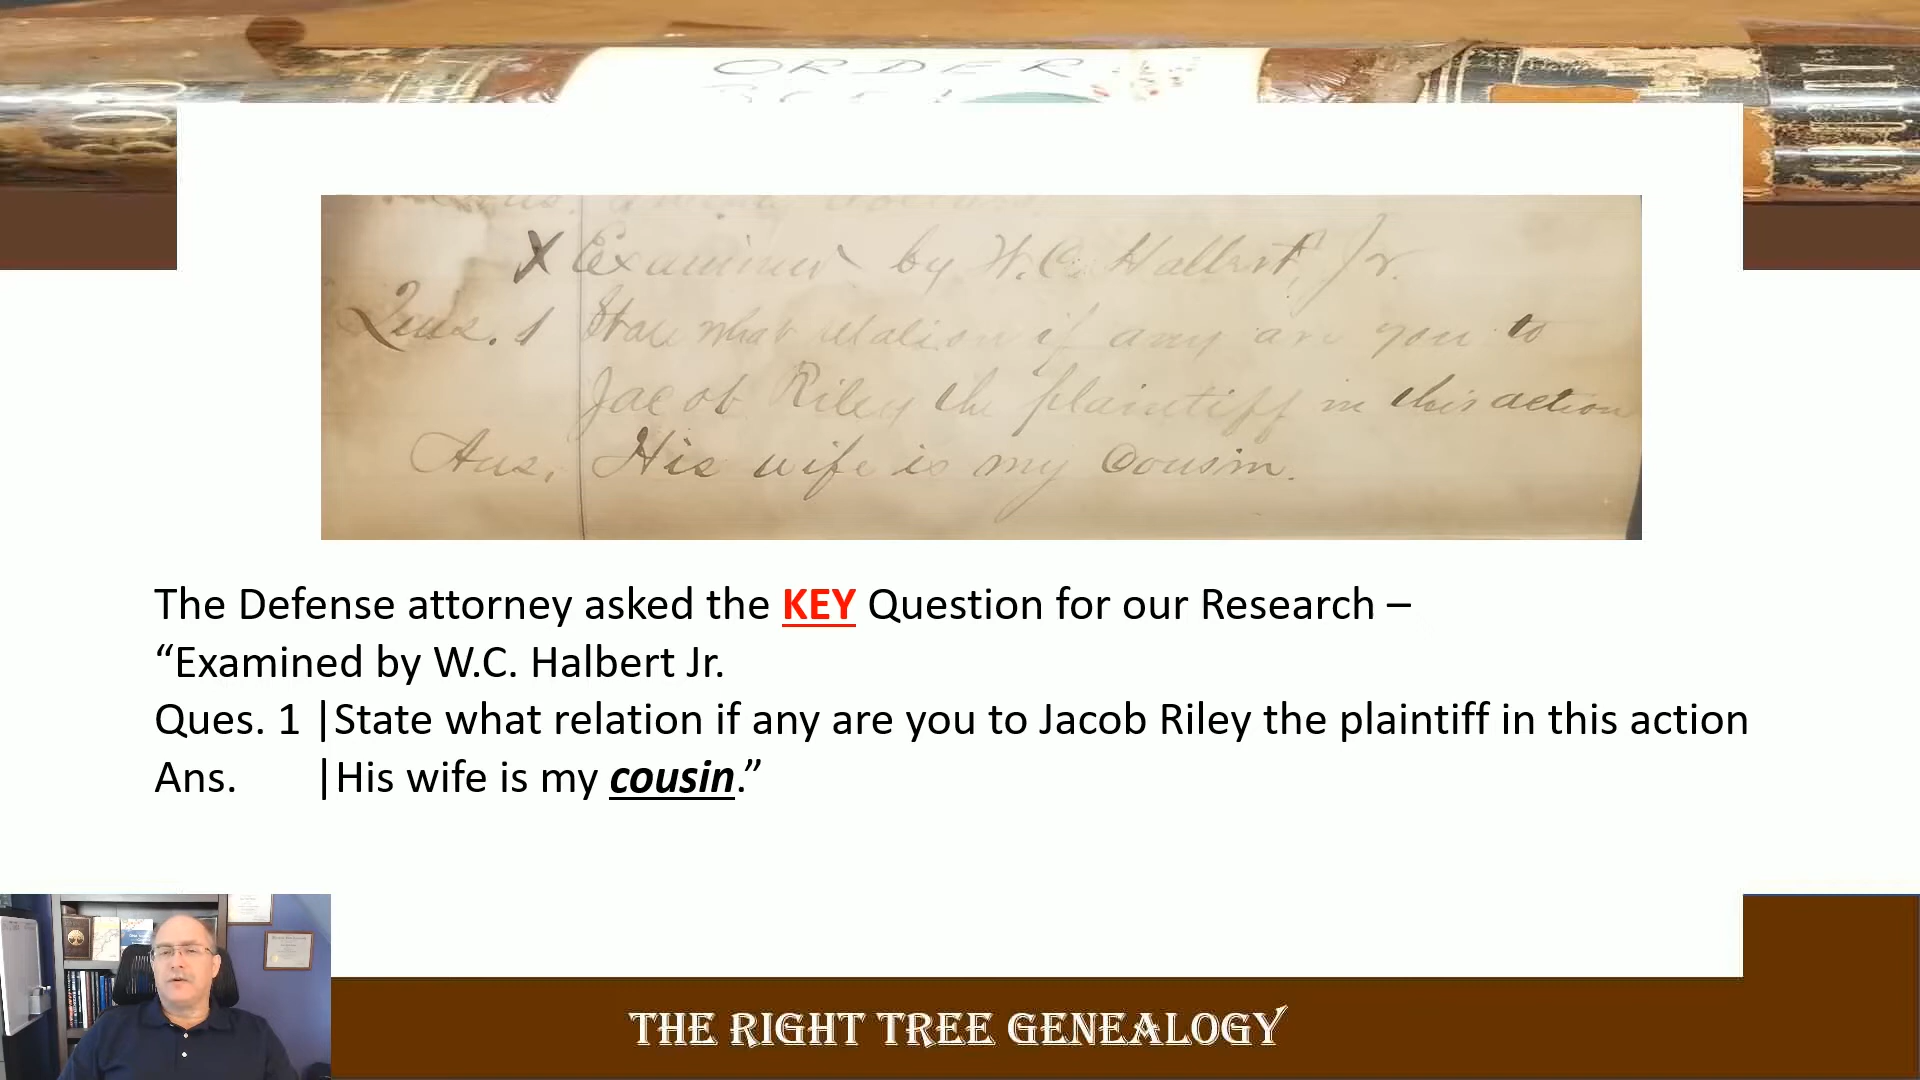 ORDER
X Examined by W.C. Halbert, Jr.
Ques. 1 State what relation if any are you to
Jacob Riley the plaintiff in this action
Ans. His wife is my Cousin.
The Defense attorney asked the KEY Question for our Research –
“Examined by W.C. Halbert Jr.
Ques. 1 |State what relation if any are you to Jacob Riley the plaintiff in this action
Ans. |His wife is my cousin.”
THE RIGHT TREE GENEALOGY